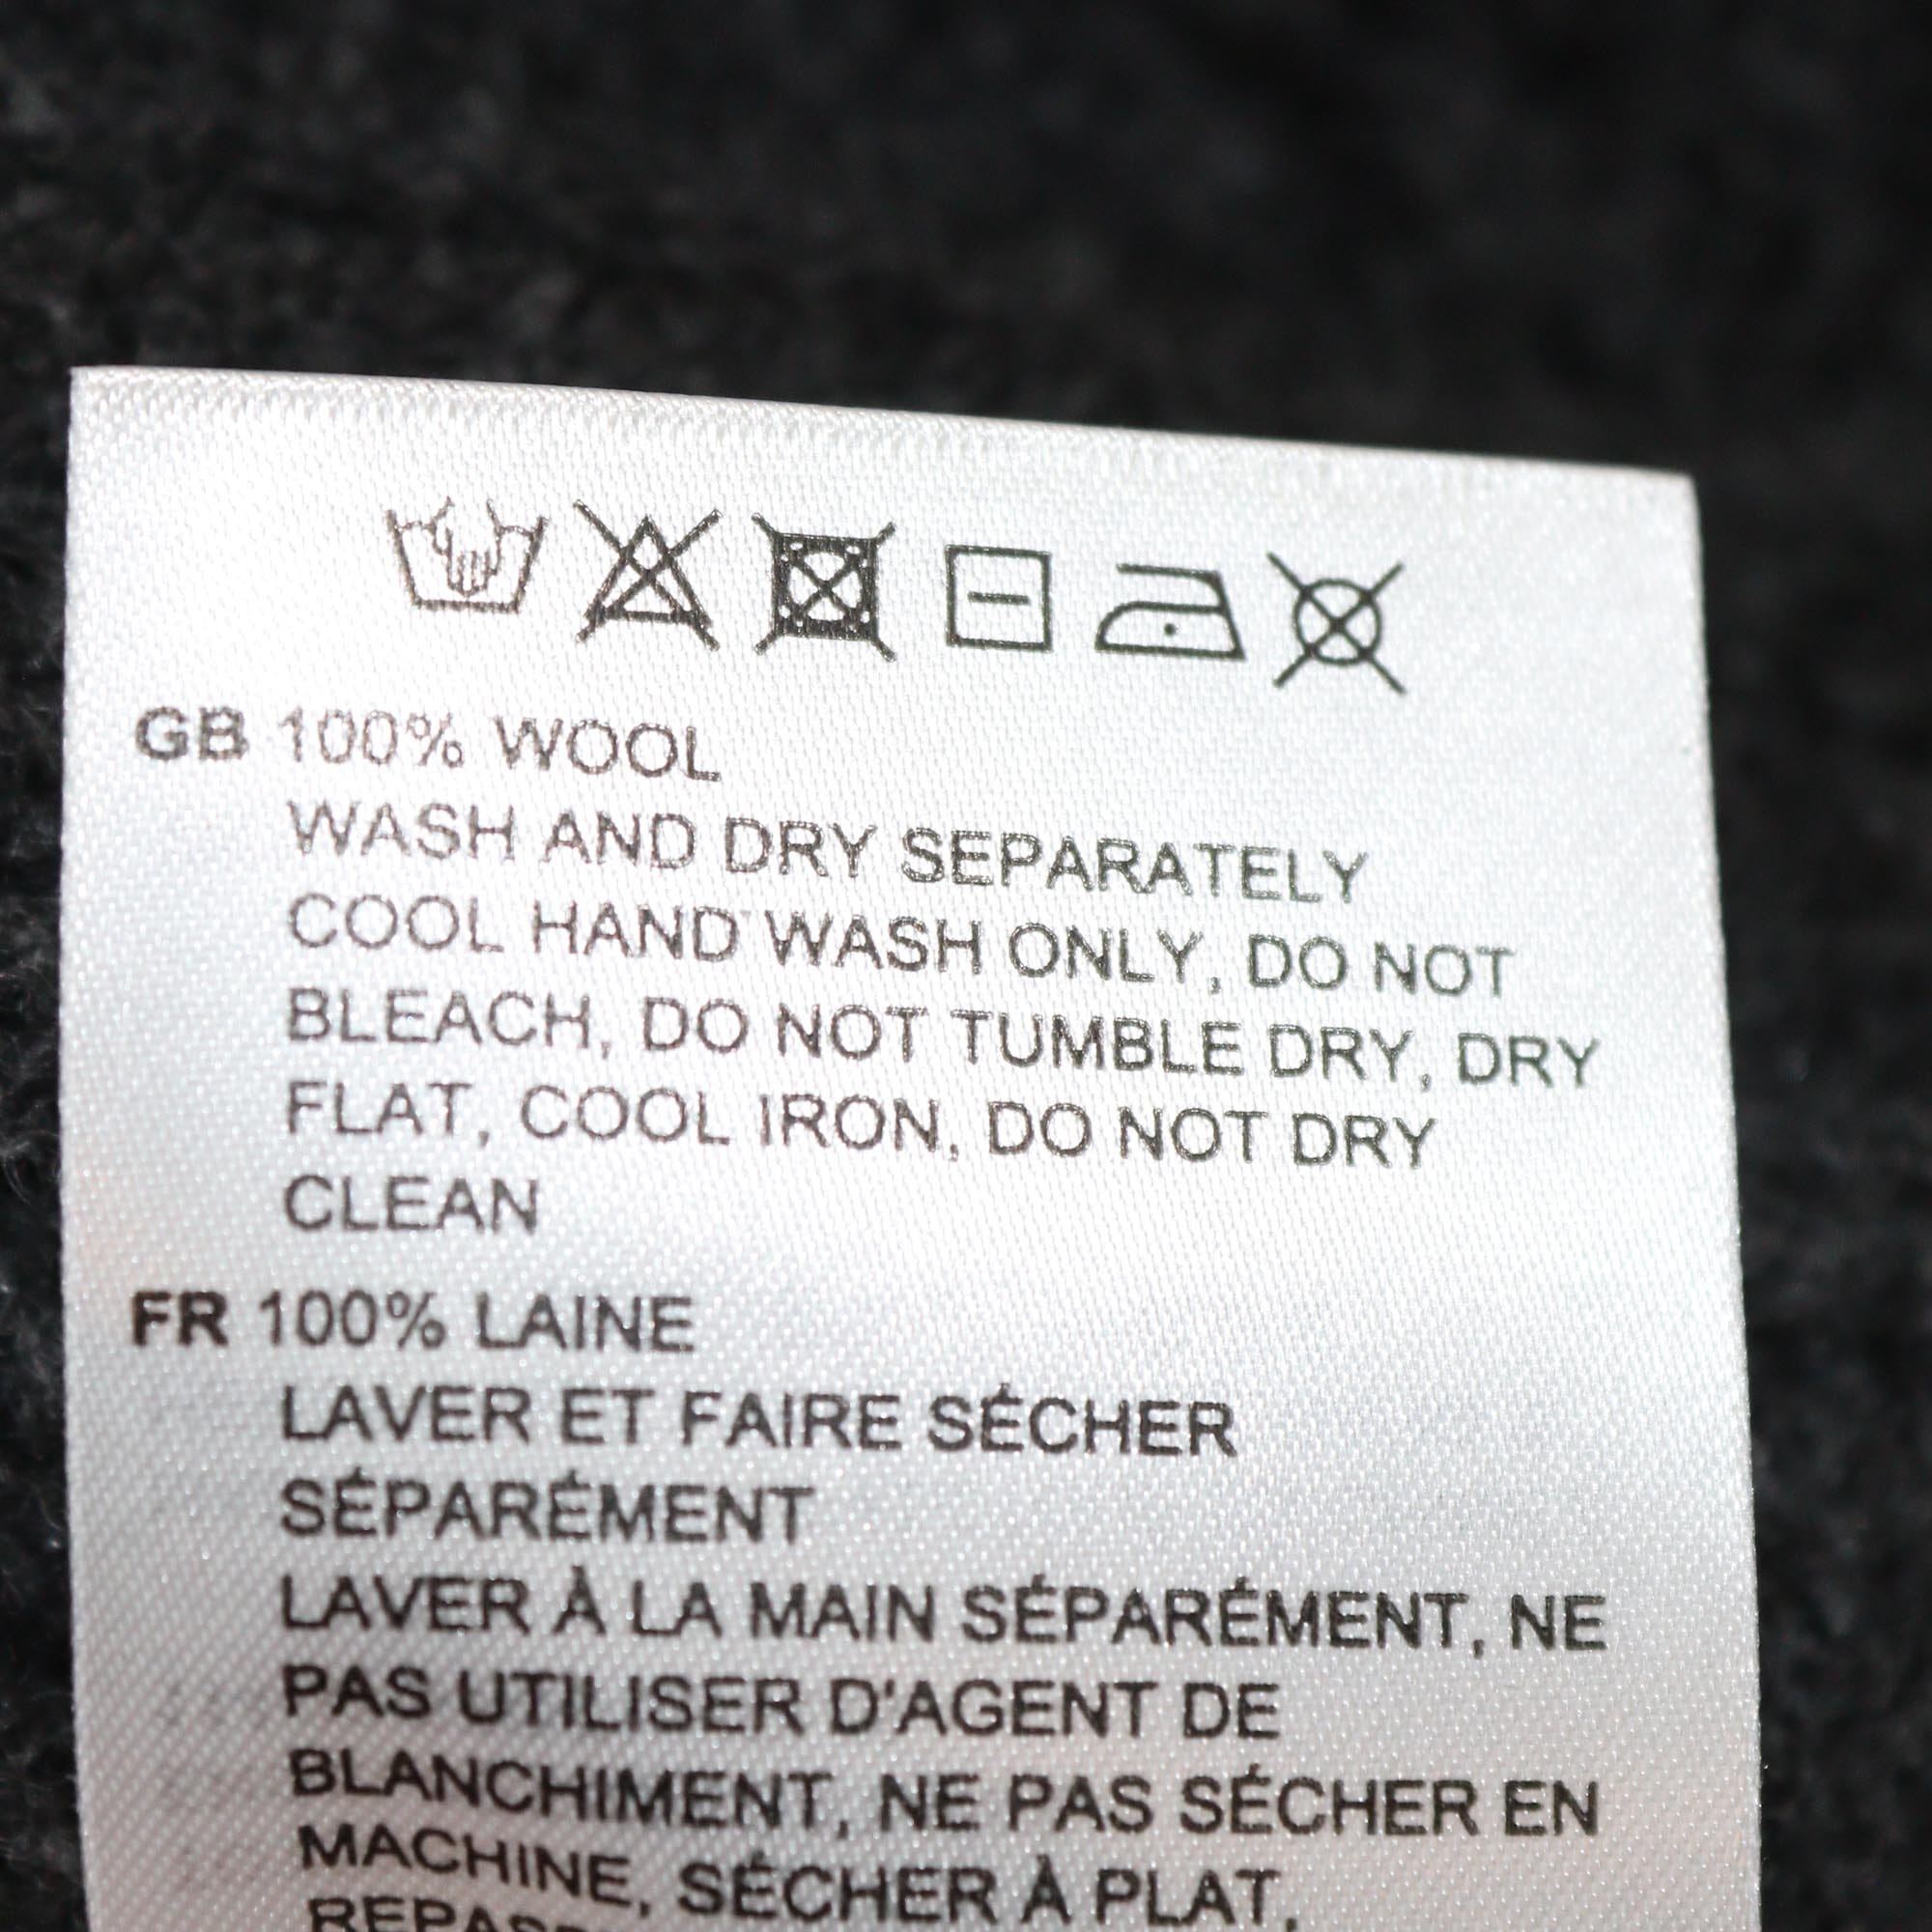 GB 100% WOOL
WASH AND DRY SEPARATELY
COOL HAND WASH ONLY, DO NOT
BLEACH, DO NOT TUMBLE DRY, DRY
FLAT, COOL IRON, DO NOT DRY
CLEAN
FR 100% LAINE
LAVER ET FAIRE SÉCHER
SÉPARÉMENT
LAVER À LA MAIN SÉPARÉMENT, NE
PAS UTILISER D'AGENT DE
BLANCHIMENT, NE PAS SÉCHER EN
MACHINE, SÉCHER À PLAT,